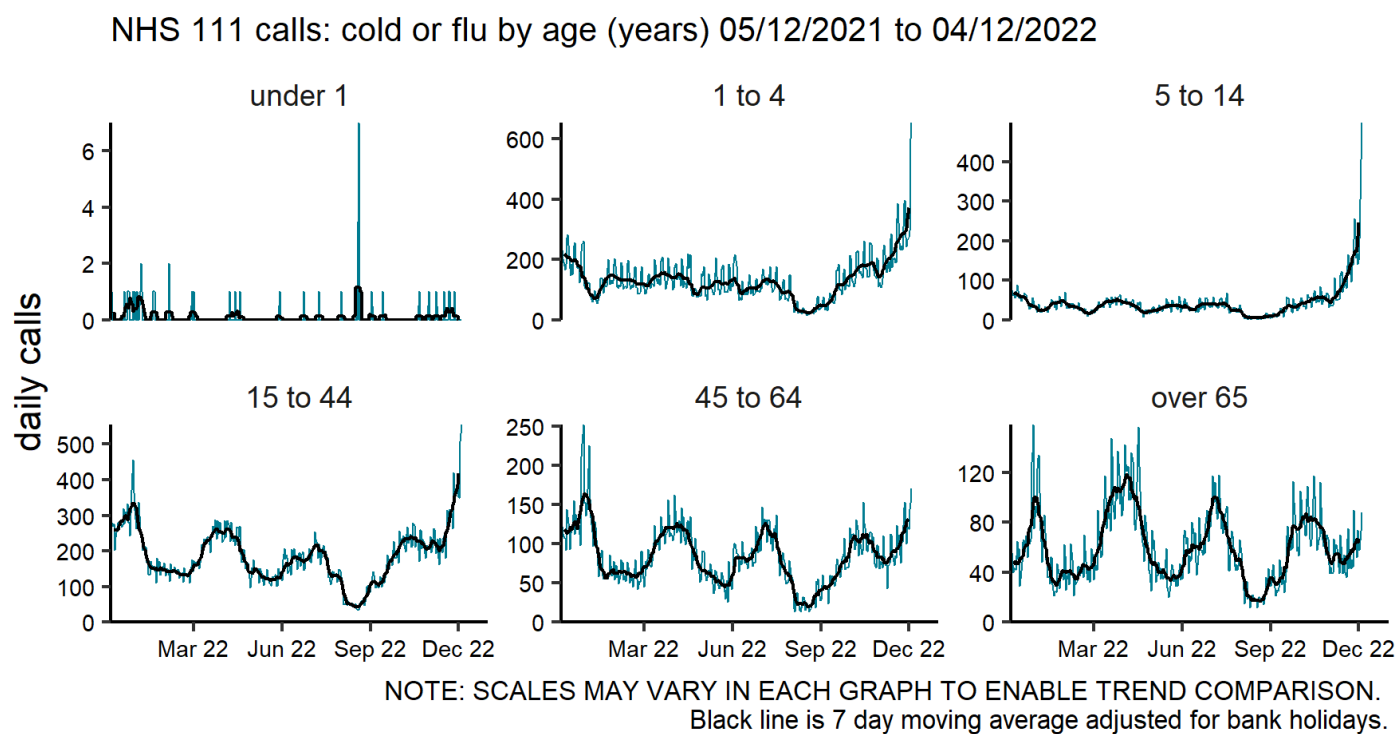 NHS 111 calls: cold or flu by age (years) 05/12/2021 to 04/12/2022
daily calls
under 1
6
4
2
0
1 to 4
600
400
200
0
5 to 14
400
300
200
100
0
15 to 44
500
400
300
200
100
0
Mar 22 Jun 22 Sep 22 Dec 22
45 to 64
250
200
150
100
50
0
Mar 22 Jun 22 Sep 22 Dec 22
over 65
120
80
40
0
Mar 22 Jun 22 Sep 22 Dec 22
NOTE: SCALES MAY VARY IN EACH GRAPH TO ENABLE TREND COMPARISON.
Black line is 7 day moving average adjusted for bank holidays.